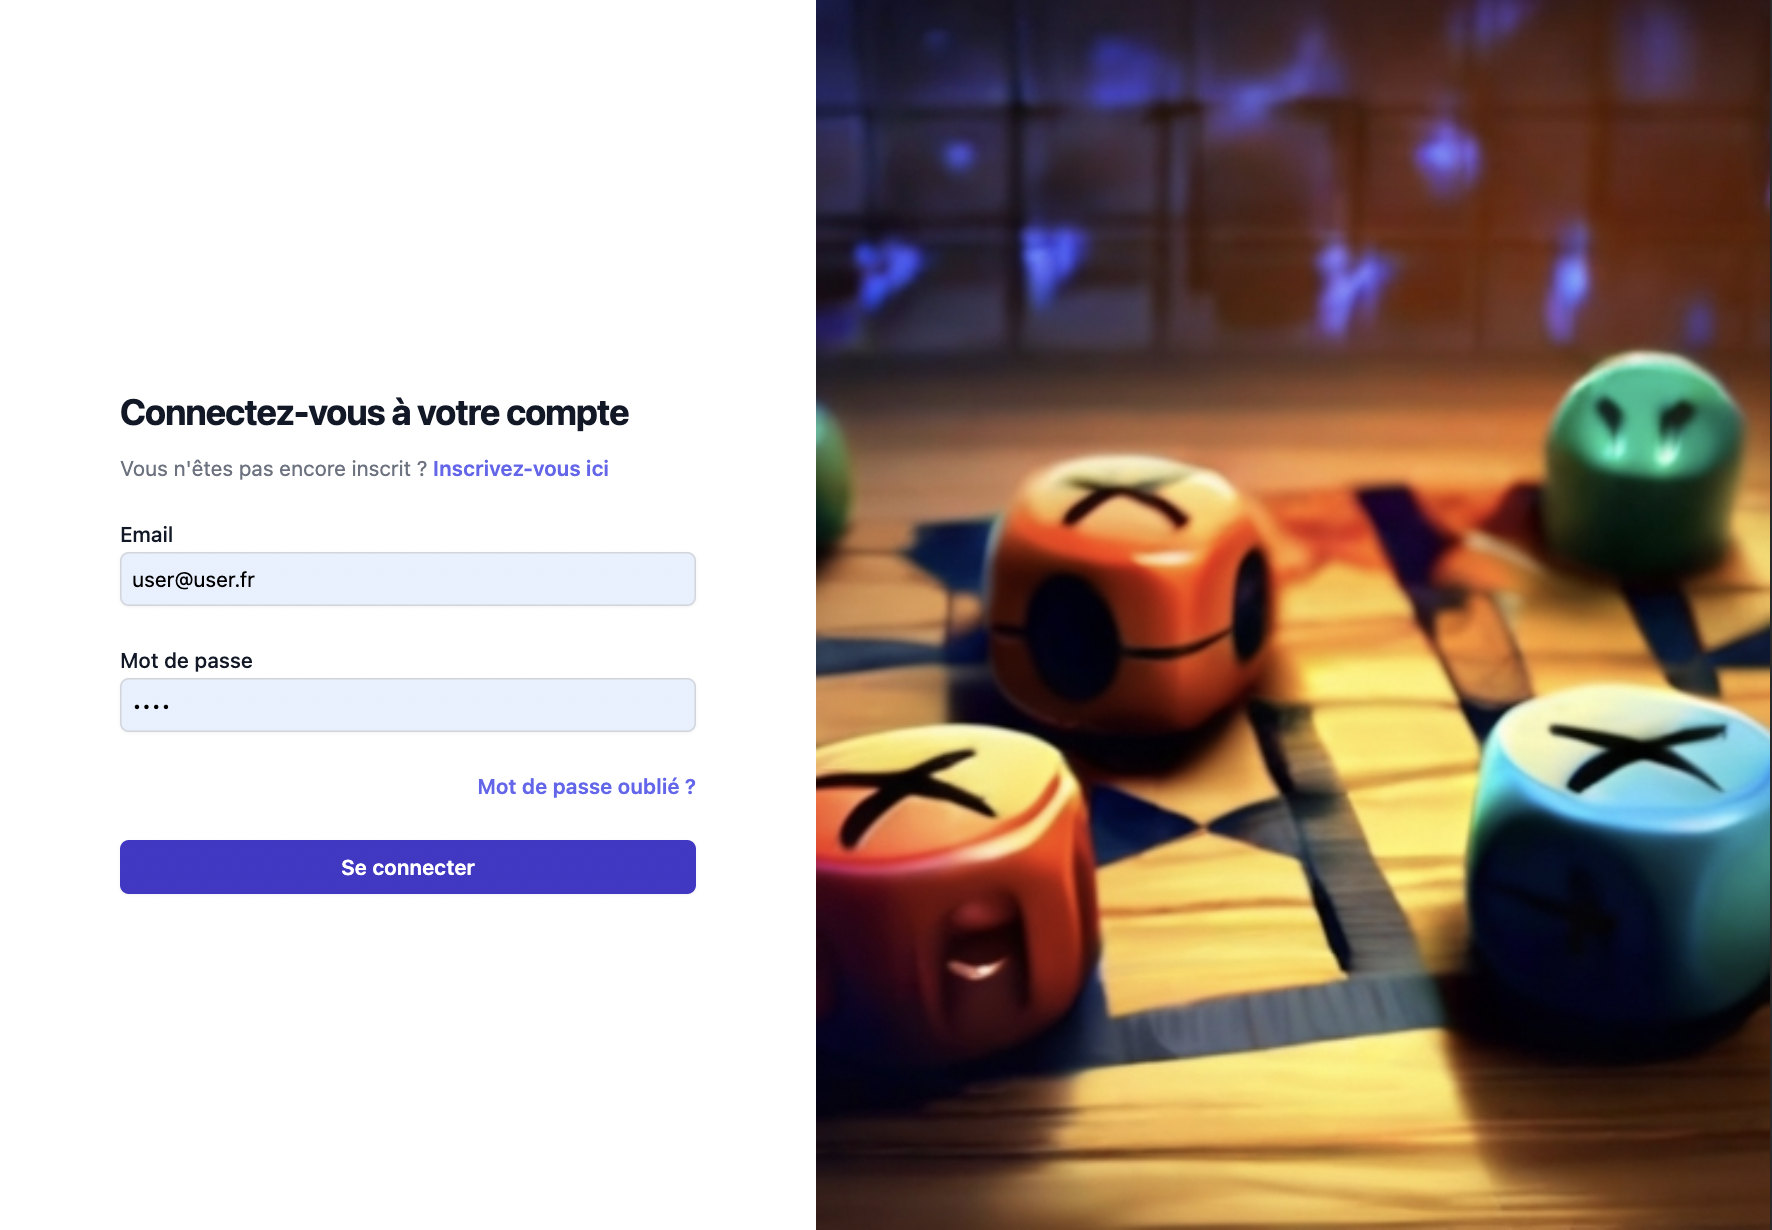 Connectez-vous à votre compte
Vous n'êtes pas encore inscrit ? Inscrivez-vous ici
Email
user@user.fr
Mot de passe
••••
Mot de passe oublié ?
Se connecter